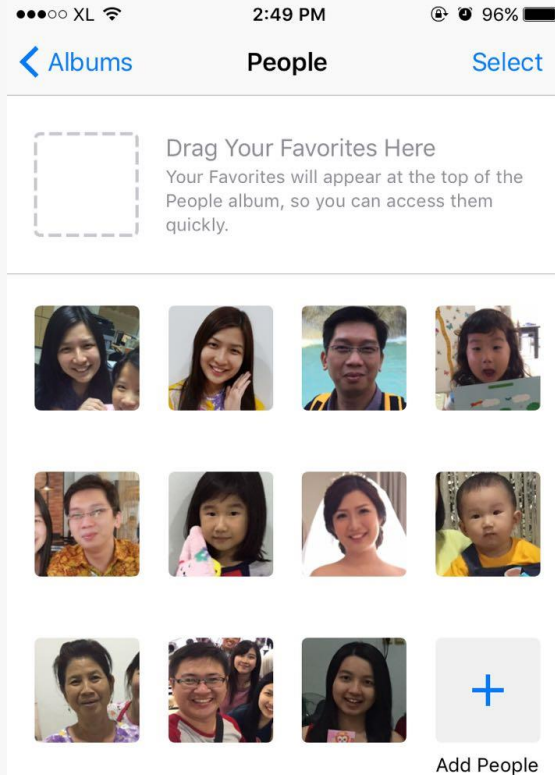 XL 2:49 PM 96%
Albums People Select
Drag Your Favorites Here
Your Favorites will appear at the top of the
People album, so you can access them
quickly.
Add People